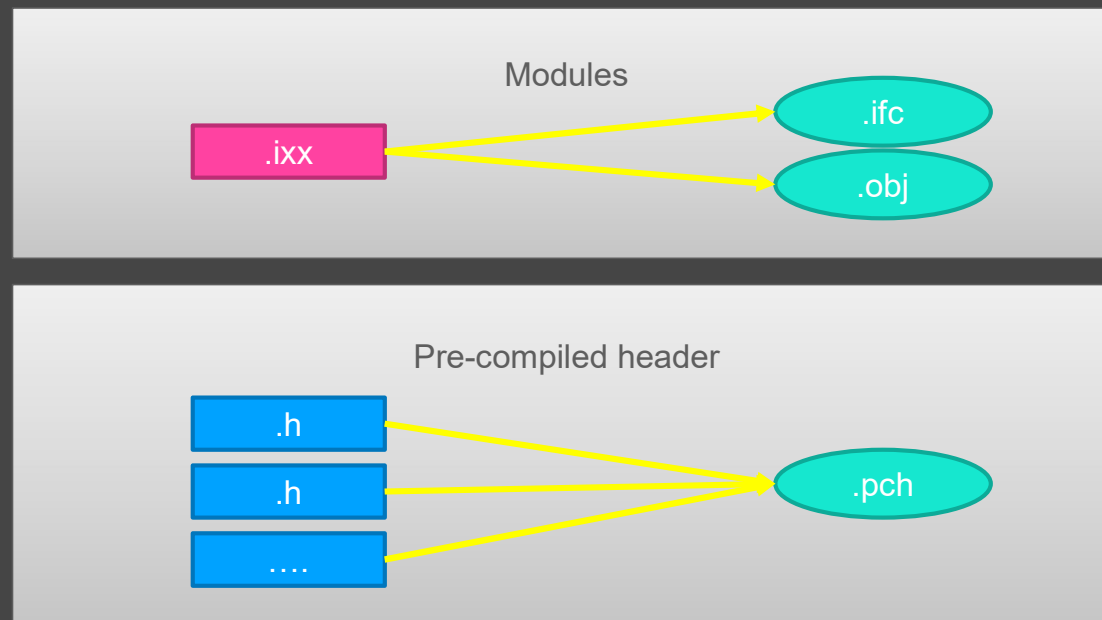 Modules
.ixx
.ifc
.obj
Pre-compiled header
.h
.h
....
.pch